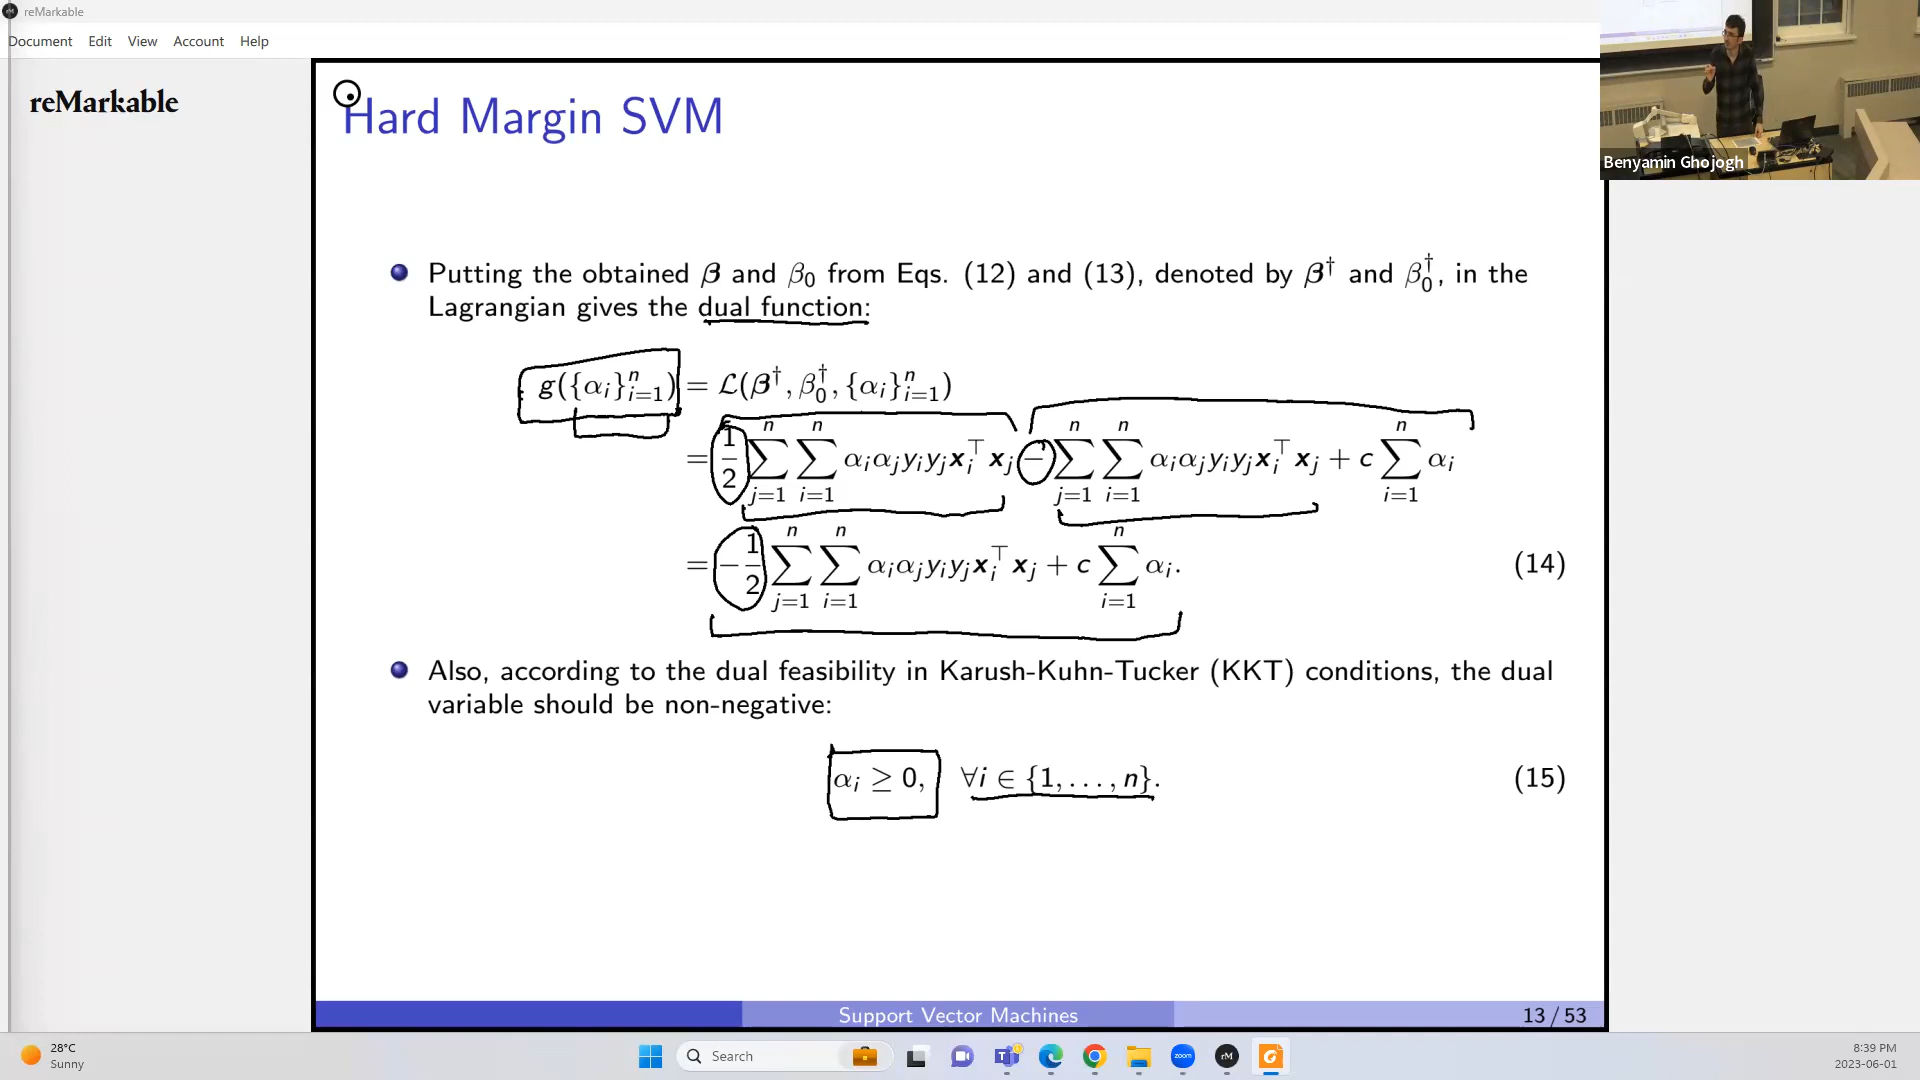 reMarkable
Document Edit View Account Help
reMarkable
Benyamin Ghojogh
Hard Margin SVM
Putting the obtained β and β₀ from Eqs. (12) and (13), denoted by β† and β₀†, in the
Lagrangian gives the dual function:
g({αᵢ}ⁿᵢ₌₁) = ℒ(β†, β₀†, {αᵢ}ⁿᵢ₌₁)
= 1/2 ∑ⁿⱼ₌₁ ∑ⁿᵢ₌₁ αᵢαⱼyᵢyⱼxᵢ⊤xⱼ − ∑ⁿⱼ₌₁ ∑ⁿᵢ₌₁ αᵢαⱼyᵢyⱼxᵢ⊤xⱼ + c ∑ⁿᵢ₌₁ αᵢ
= −1/2 ∑ⁿⱼ₌₁ ∑ⁿᵢ₌₁ αᵢαⱼyᵢyⱼxᵢ⊤xⱼ + c ∑ⁿᵢ₌₁ αᵢ. (14)
Also, according to the dual feasibility in Karush-Kuhn-Tucker (KKT) conditions, the dual
variable should be non-negative:
αᵢ ≥ 0, ∀i ∈ {1, . . . , n}. (15)
Support Vector Machines 13 / 53
28°C
Sunny
Search
zoom
rM
8:39 PM
2023-06-01